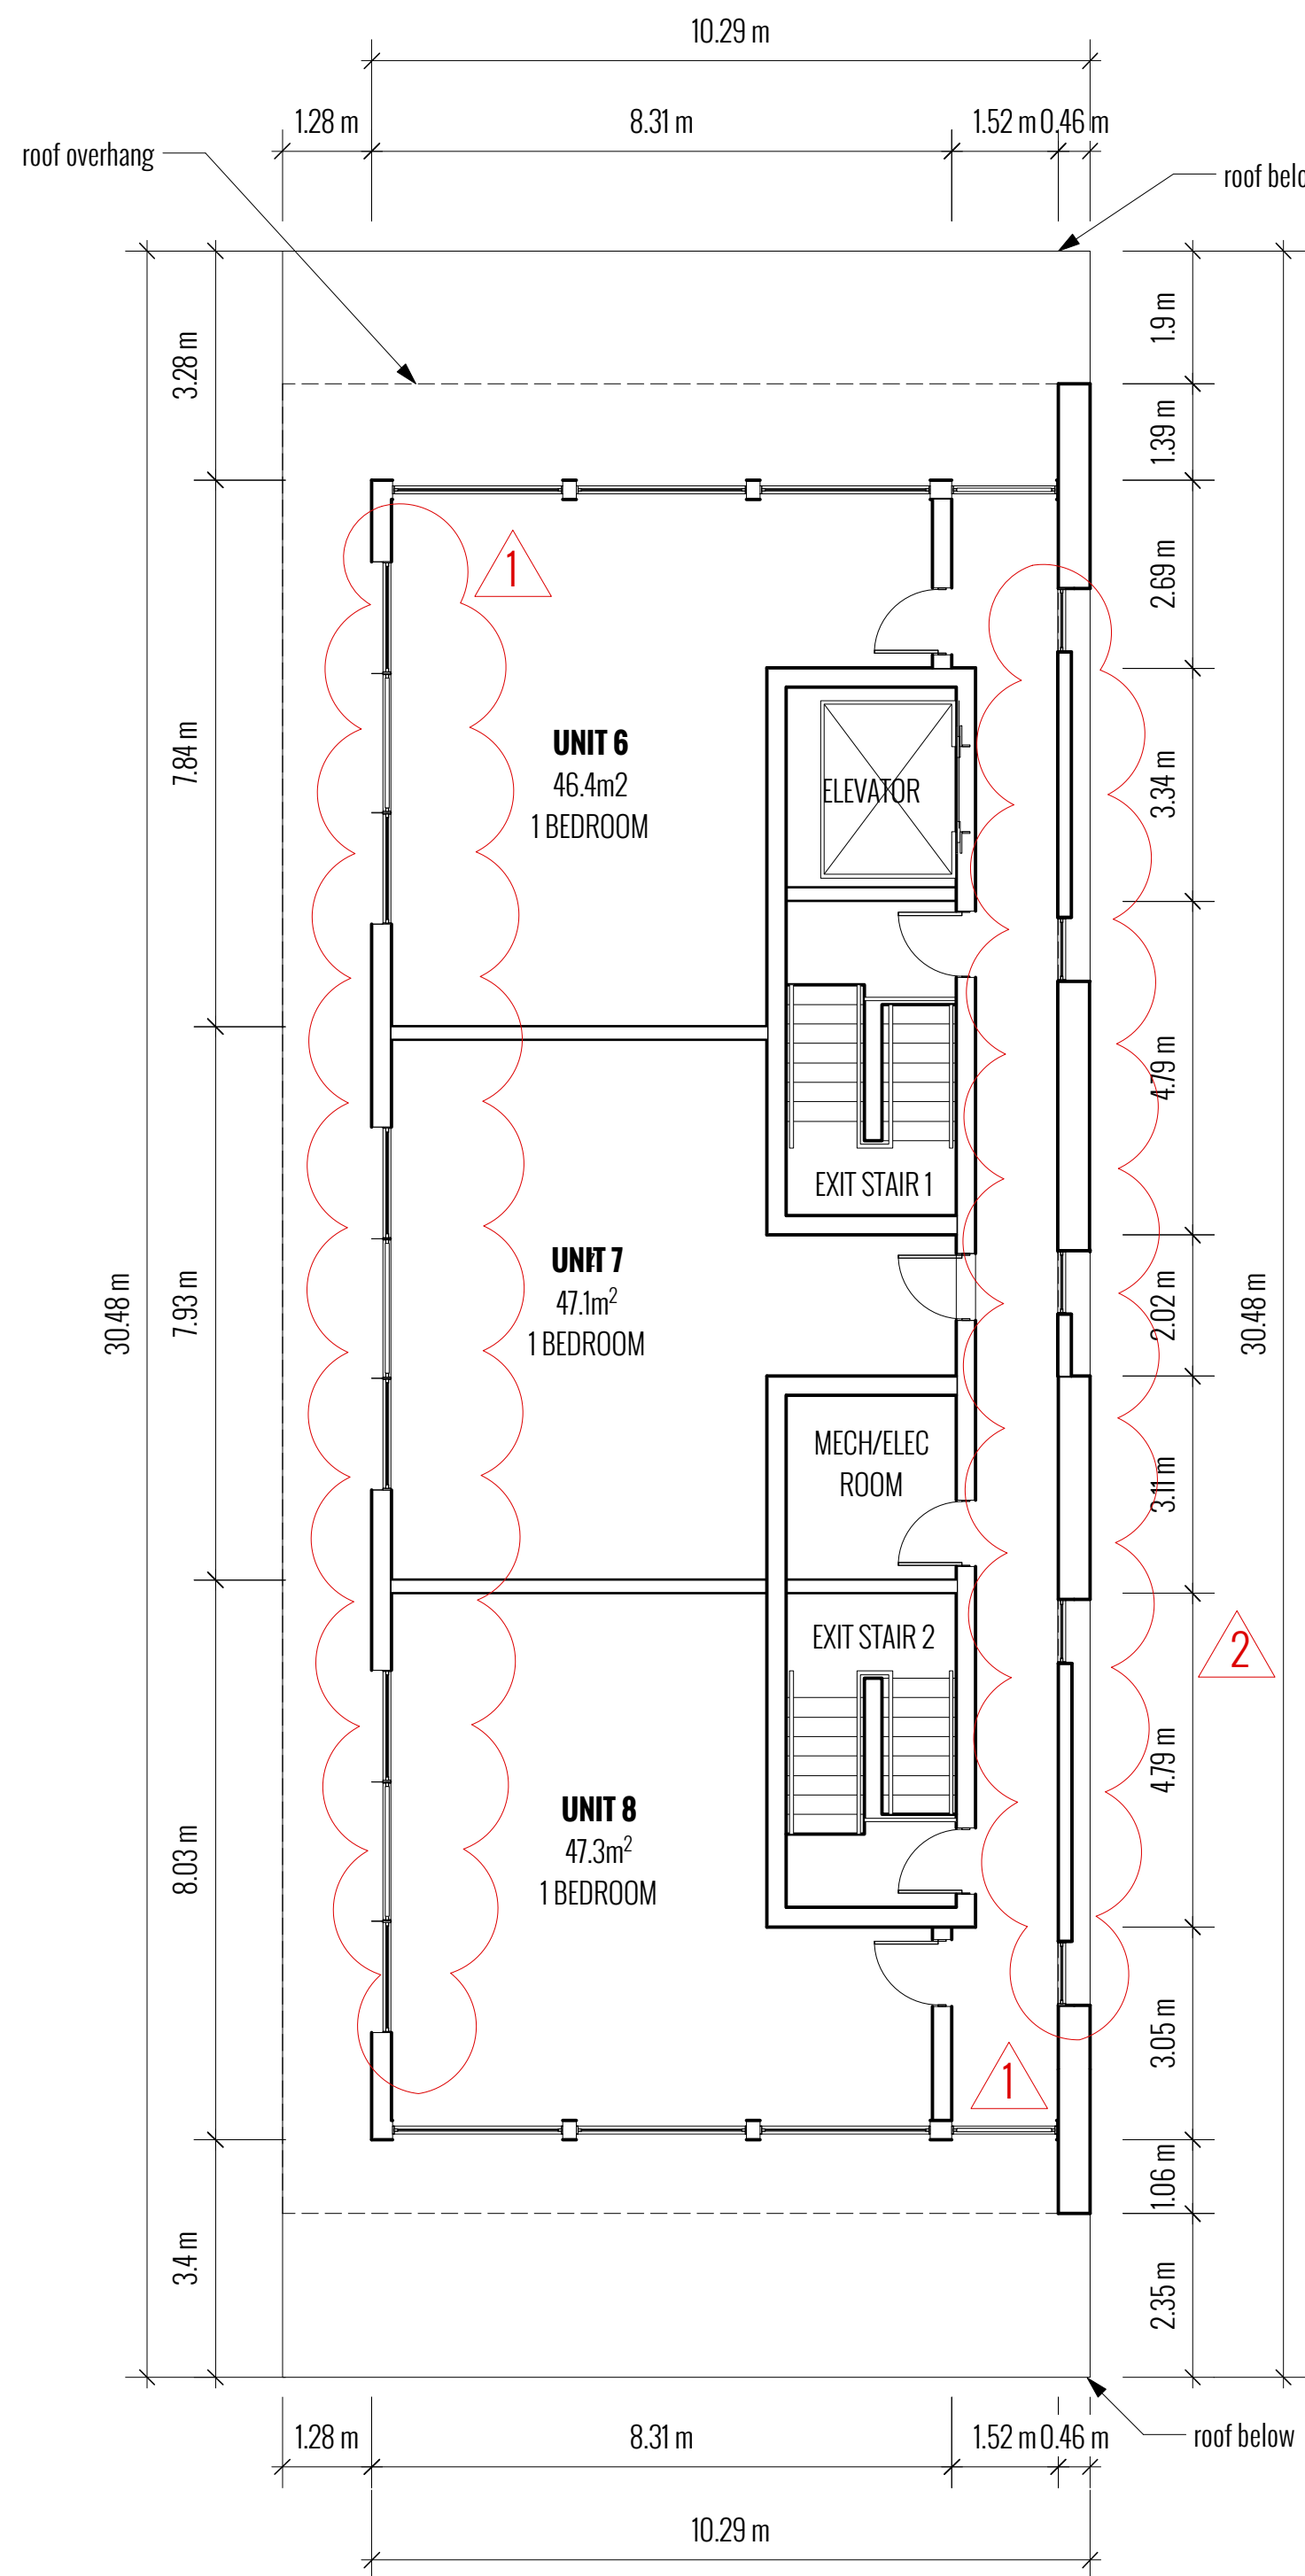 10.29 m
1.28 m 8.31 m 1.52 m 0.46 m
roof overhang
roof belo
3.28 m
1.9 m
1.39 m
1
2.69 m
UNIT 6
46.4m2
1 BEDROOM
7.84 m
ELEVATOR
3.34 m
4.79 m
EXIT STAIR 1
UNIT 7
47.1m²
1 BEDROOM
30.48 m
7.93 m
2.02 m
30.48 m
MECH/ELEC
ROOM
3.11 m
EXIT STAIR 2
2
4.79 m
UNIT 8
47.3m²
1 BEDROOM
8.03 m
3.05 m
1
1.06 m
3.4 m
2.35 m
1.28 m 8.31 m 1.52 m 0.46 m
roof below
10.29 m